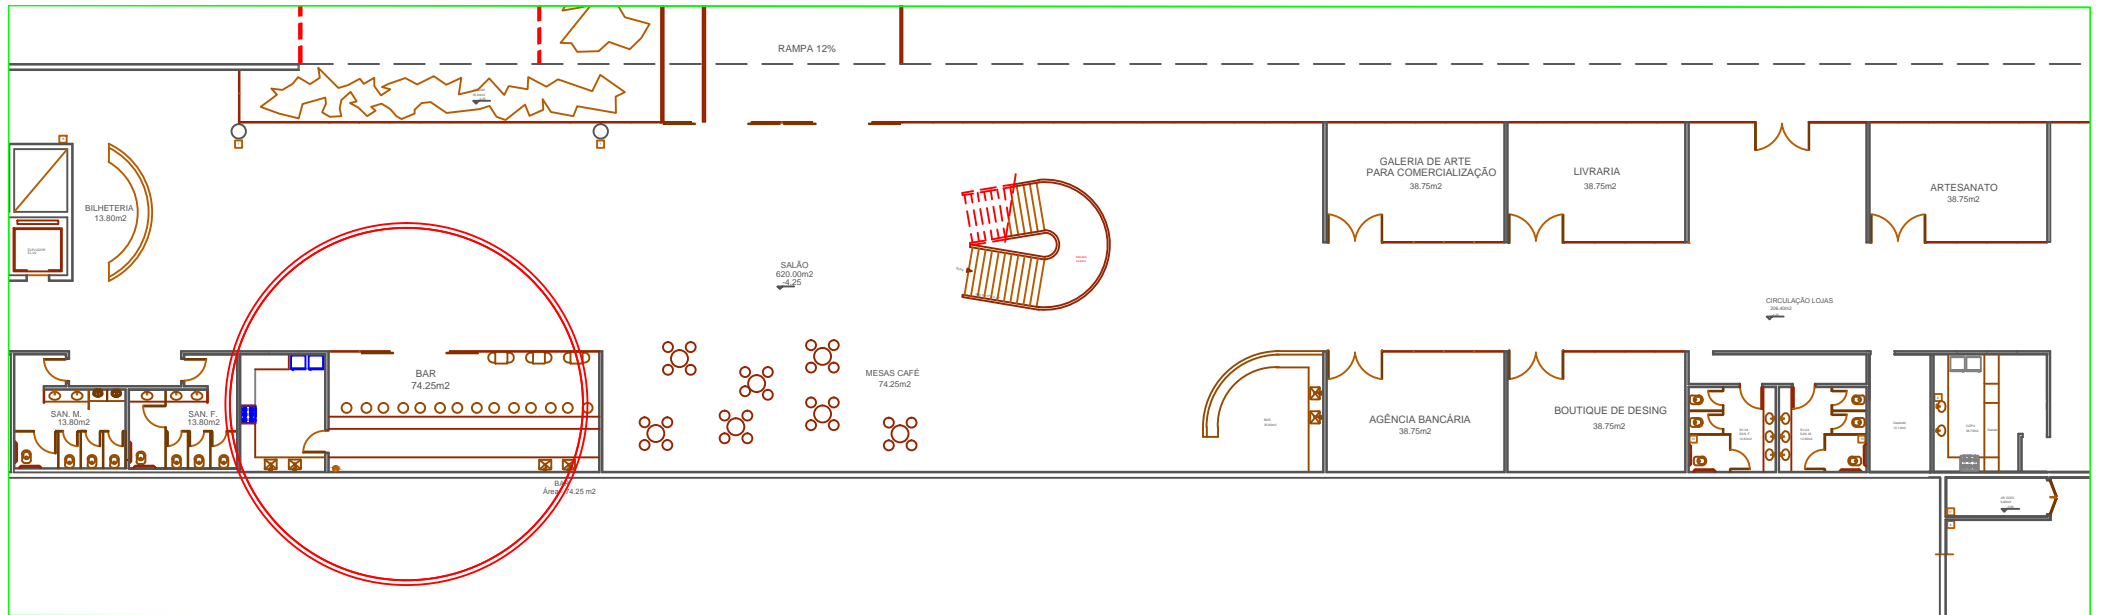 RAMPA 12%
GALERIA DE ARTE
PARA COMERCIALIZAÇÃO
38.75m2
LIVRARIA
38.75m2
ARTESANATO
38.75m2
BILHETERIA
13.80m2
SALÃO
620.00m2
-4,25
CIRCULAÇÃO LOJAS
BAR
74.25m2
MESAS CAFÉ
74.25m2
SAN. M.
13.80m2
SAN. F.
13.80m2
AGÊNCIA BANCÁRIA
38.75m2
BOUTIQUE DE DESING
38.75m2
BAR
Área: 74.25 m2